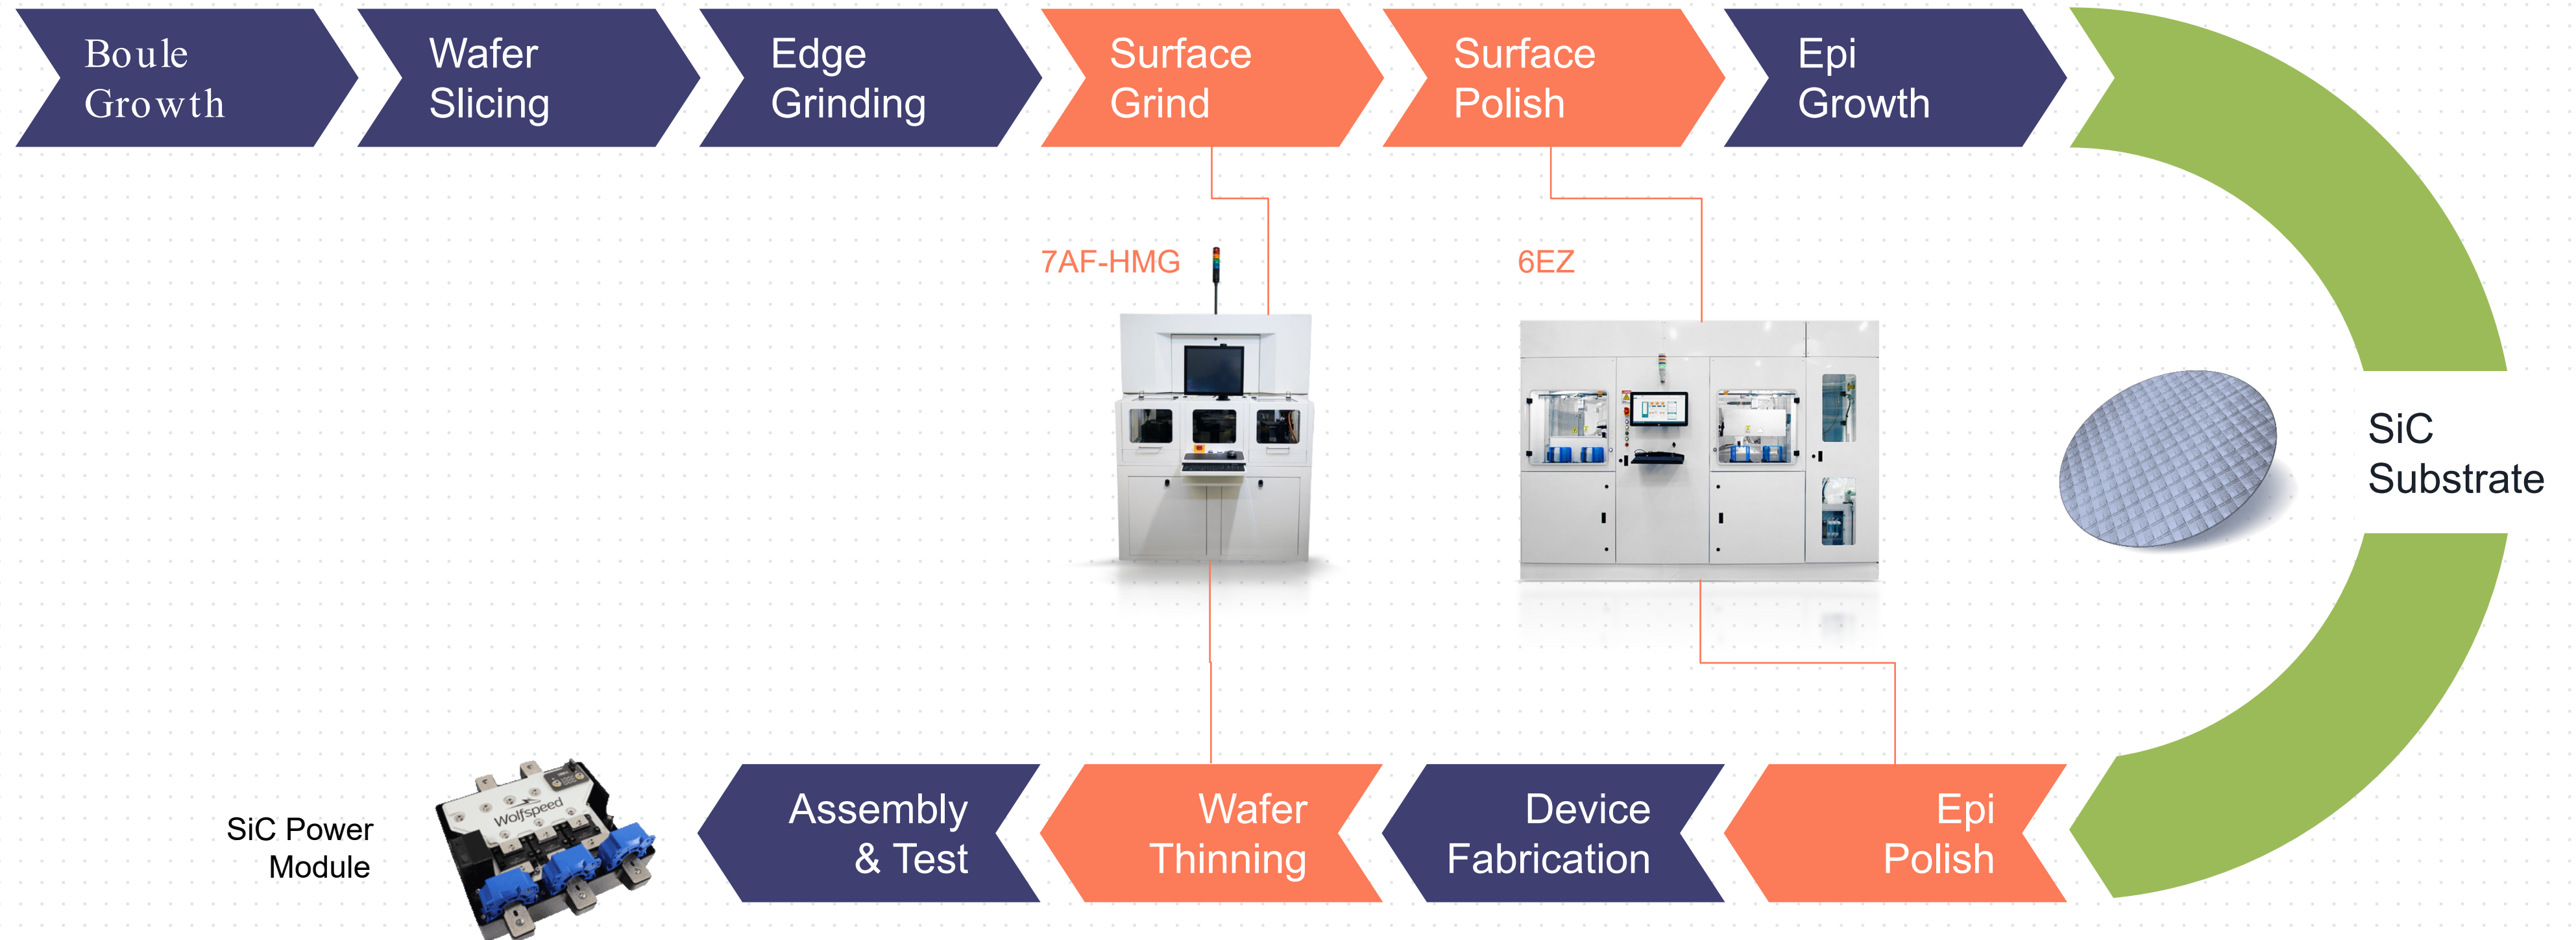 Boule
Growth
Wafer
Slicing
Edge
Grinding
Surface
Grind
Surface
Polish
Epi
Growth
7AF-HMG
6EZ
SiC
Substrate
Epi
Polish
Device
Fabrication
Wafer
Thinning
Assembly
& Test
SiC Power
Module
Wolfspeed